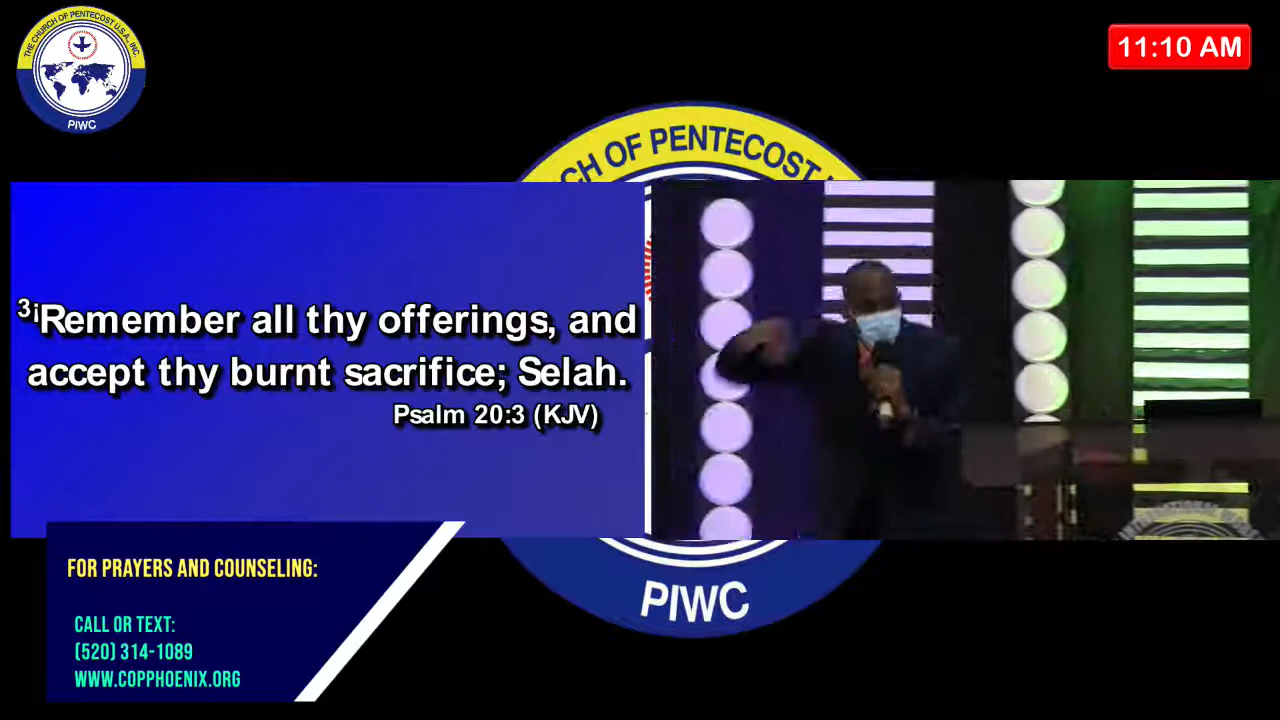 THE CHURCH OF PENTECOST U.S.A., INC.
PIWC
11:10 AM
CH OF PENTECOST U.
3iRemember all thy offerings, and
accept thy burnt sacrifice; Selah.
Psalm 20:3 (KJV)
FOR PRAYERS AND COUNSELING:
CALL OR TEXT:
(520) 314-1089
WWW.COPPHOENIX.ORG
PIWC